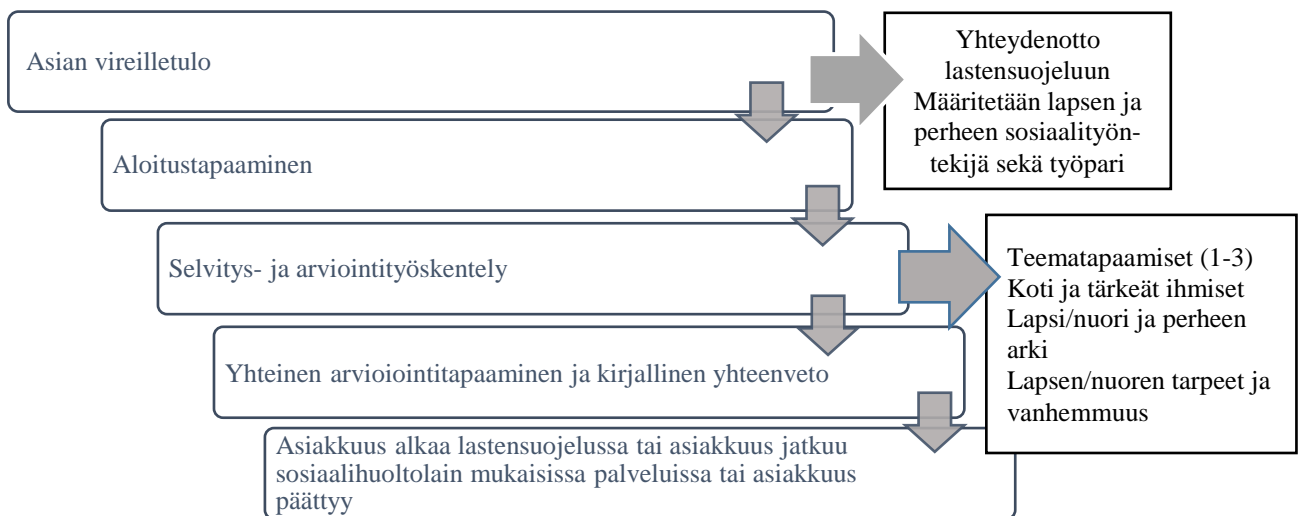 Asian vireilletulo
Yhteydenotto
lastensuojeluun
Määritetään lapsen ja
perheen sosiaalityön-
tekijä sekä työpari
Aloitustapaaminen
Selvitys- ja arviointityöskentely
Teematapaamiset (1-3)
Koti ja tärkeät ihmiset
Lapsi/nuori ja perheen
arki
Lapsen/nuoren tarpeet ja
vanhemmuus
Yhteinen arvioiointitapaaminen ja kirjallinen yhteenveto
Asiakkuus alkaa lastensuojelussa tai asiakkuus jatkuu
sosiaalihuoltolain mukaisissa palveluissa tai asiakkuus
päättyy